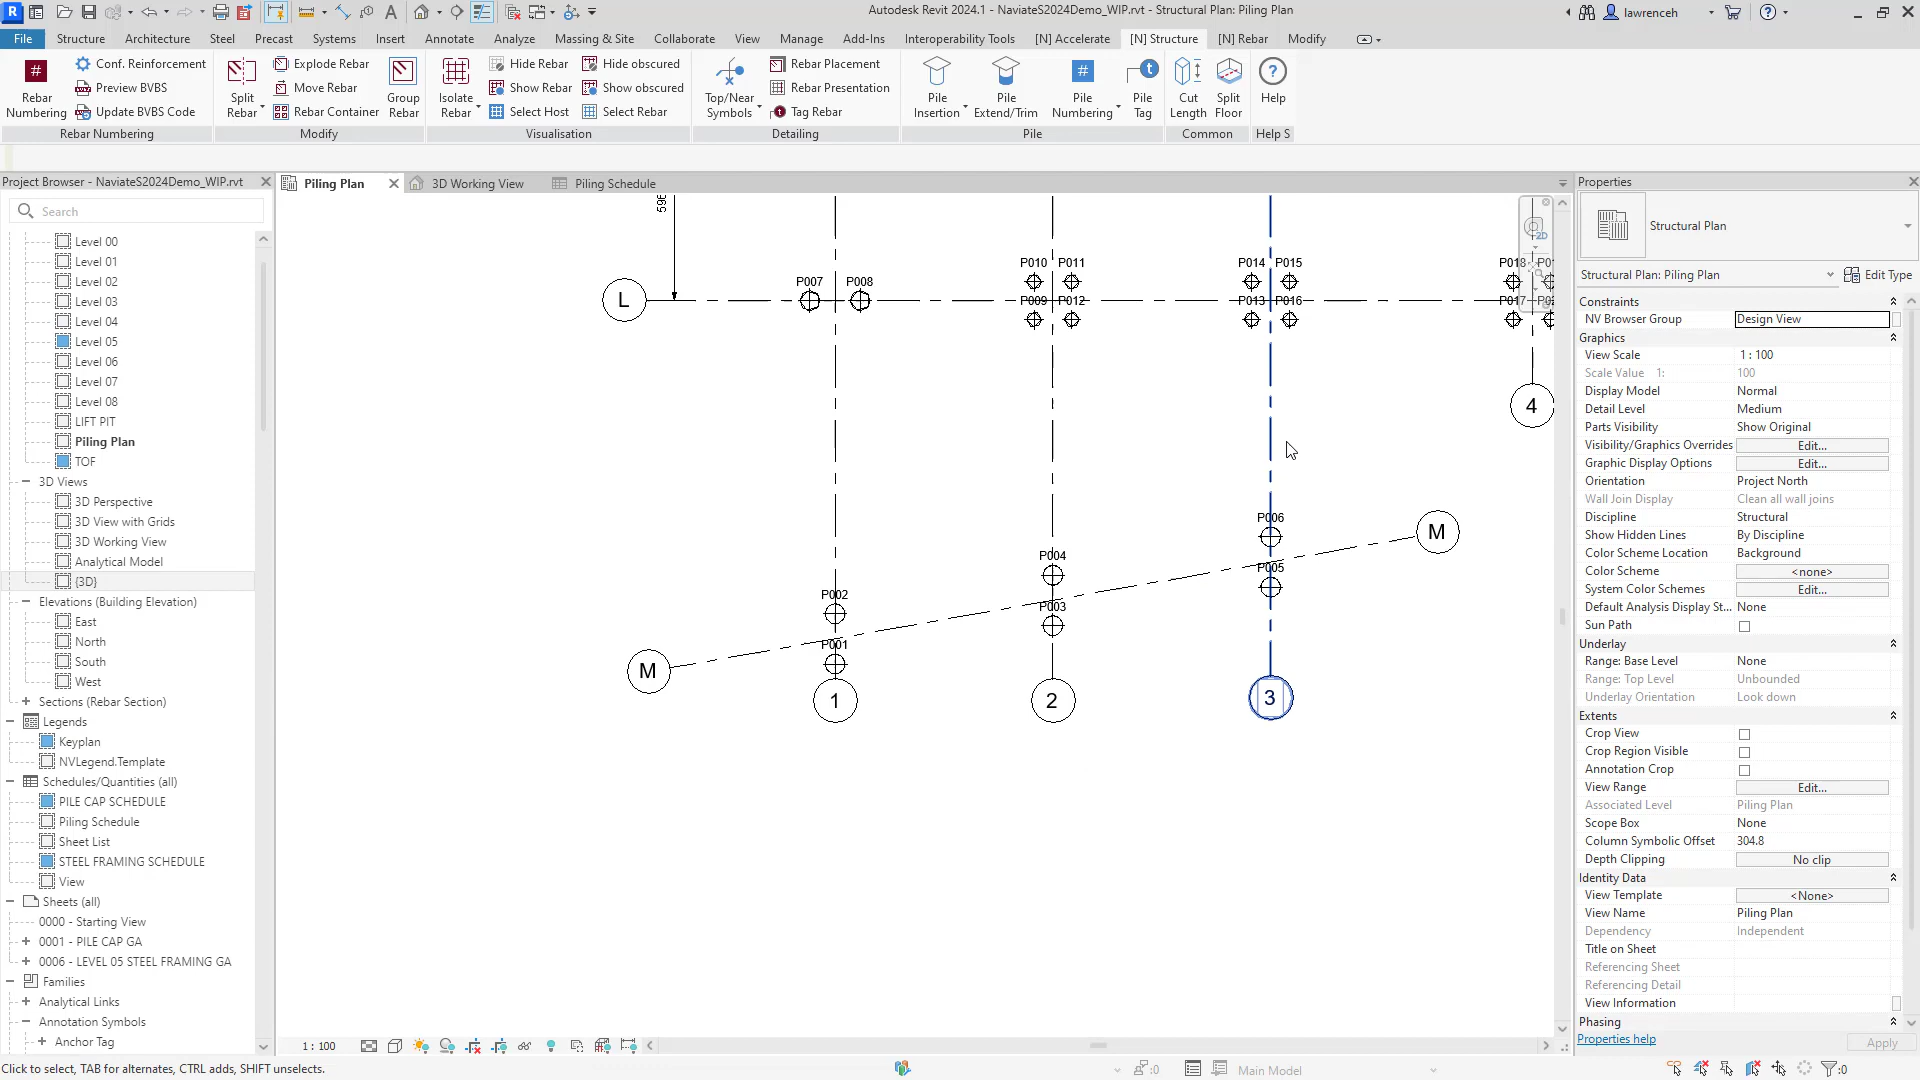 Autodesk Revit 2024.1 - NaviateS2024Demo_WIP.rvt - Structural Plan: Piling Plan
lawrenceh
File Structure Architecture Steel Precast Systems Insert Annotate Analyze Massing & Site Collaborate View Manage Add-Ins Interoperability Tools [N] Accelerate [N] Structure [N] Rebar Modify
Rebar Numbering
Conf. Reinforcement
Preview BVBS
Update BVBS Code
Split Rebar
Explode Rebar
Move Rebar
Rebar Container
Group Rebar
Isolate Rebar
Hide Rebar
Show Rebar
Select Host
Hide obscured
Show obscured
Select Rebar
Top/Near Symbols
Rebar Placement
Rebar Presentation
Tag Rebar
Pile Insertion
Pile Extend/Trim
Pile Numbering
Pile Tag
Cut Length
Split Floor
Help
Rebar Numbering Modify Visualisation Detailing Pile Common Help S
Project Browser - NaviateS2024Demo_WIP.rvt
Search
Level 00
Level 01
Level 02
Level 03
Level 04
Level 05
Level 06
Level 07
Level 08
LIFT PIT
Piling Plan
TOF
3D Views
3D Perspective
3D View with Grids
3D Working View
Analytical Model
{3D}
Elevations (Building Elevation)
East
North
South
West
Sections (Rebar Section)
Legends
Keyplan
NVLegend.Template
Schedules/Quantities (all)
PILE CAP SCHEDULE
Piling Schedule
Sheet List
STEEL FRAMING SCHEDULE
View
Sheets (all)
0000 - Starting View
0001 - PILE CAP GA
0006 - LEVEL 05 STEEL FRAMING GA
Families
Analytical Links
Annotation Symbols
Anchor Tag
Piling Plan 3D Working View Piling Schedule
596
P010 P011 P014 P015 P018
P007 P008
L
P009 P012 P013 P016 P017
4
P006
M
P004
P005
P002
P003
P001
M
1 2 3
2D
1 : 100
Properties
Structural Plan
Structural Plan: Piling Plan Edit Type
Constraints
NV Browser Group Design View
Graphics
View Scale 1 : 100
Scale Value 1: 100
Display Model Normal
Detail Level Medium
Parts Visibility Show Original
Visibility/Graphics Overrides Edit...
Graphic Display Options Edit...
Orientation Project North
Wall Join Display Clean all wall joins
Discipline Structural
Show Hidden Lines By Discipline
Color Scheme Location Background
Color Scheme <none>
System Color Schemes Edit...
Default Analysis Display St... None
Sun Path
Underlay
Range: Base Level None
Range: Top Level Unbounded
Underlay Orientation Look down
Extents
Crop View
Crop Region Visible
Annotation Crop
View Range Edit...
Associated Level Piling Plan
Scope Box None
Column Symbolic Offset 304.8
Depth Clipping No clip
Identity Data
View Template <None>
View Name Piling Plan
Dependency Independent
Title on Sheet
Referencing Sheet
Referencing Detail
View Information
Phasing
Properties help Apply
Click to select, TAB for alternates, CTRL adds, SHIFT unselects.
:0
Main Model
:0